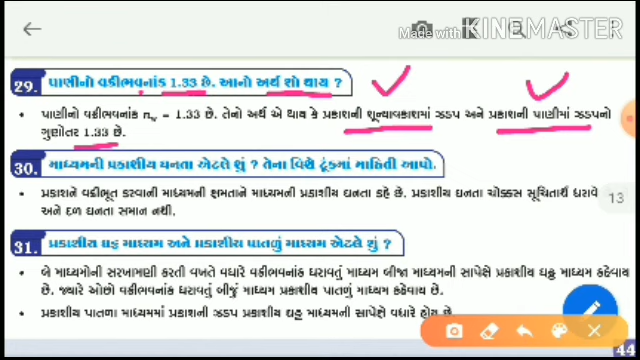 Made with KINEMASTER
29. પાણીનો વક્રીભવનાંક 1.33 છે. આનો અર્થ શો થાય ?
• પાણીનો વક્રીભવનાંક nw = 1.33 છે. તેનો અર્થ એ થાય કે પ્રકાશની શૂન્યાવકાશમાં ઝડપ અને પ્રકાશની પાણીમાં ઝડપનો
ગુણોતર 1.33 છે.
30. માધ્યમની પ્રકાશીય ઘનતા એટલે શું ? તેના વિશે ટૂંકમાં માહિતી આપો.
• પ્રકાશને વક્રીભૂત કરવાની માધ્યમની ક્ષમતાને માધ્યમની પ્રકાશીય ઘનતા કહે છે. પ્રકાશીય ઘનતા ચોક્કસ સૂચિતાર્થ ધરાવે
અને દળ ઘનતા સમાન નથી.
13
31. પ્રકાશીય ઘટ્ટ માધ્યમ અને પ્રકાશીય પાતળું માધ્યમ એટલે શું ?
• બે માધ્યમોની સરખામણી કરતી વખતે વધારે વક્રીભવનાંક ધરાવતું માધ્યમ બીજા માધ્યમની સાપેક્ષે પ્રકાશીય ઘટ્ટ માધ્યમ કહેવાય
છે. જ્યારે ઓછો વક્રીભવનાંક ધરાવતું બીજું માધ્યમ પ્રકાશીય પાતળું માધ્યમ કહેવાય છે.
• પ્રકાશીય પાતળા માધ્યમમાં પ્રકાશની ઝડપ પ્રકાશીય ઘટ્ટ માધ્યમની સાપેક્ષે વધારે હોય છે.
44